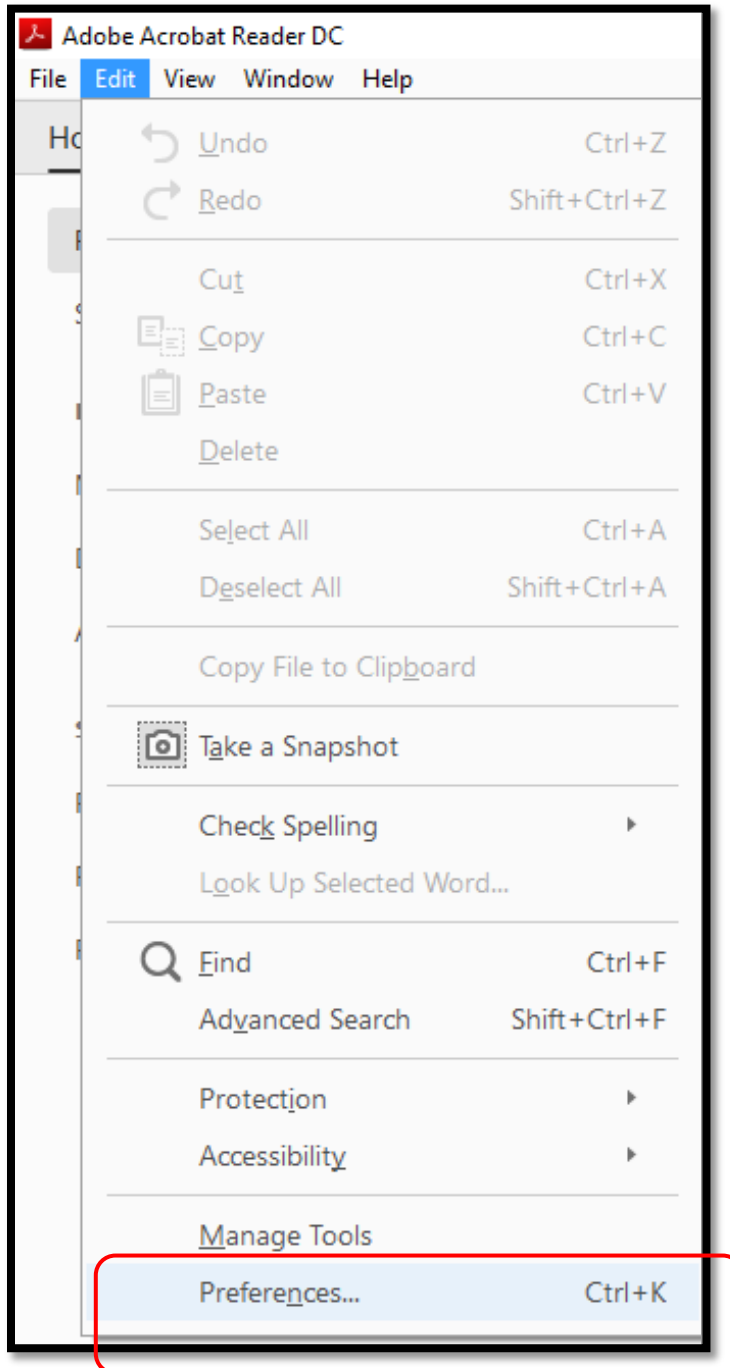 Adobe Acrobat Reader DC
File Edit View Window Help
Undo Ctrl+Z
Redo Shift+Ctrl+Z
Cut Ctrl+X
Copy Ctrl+C
Paste Ctrl+V
Delete
Select All Ctrl+A
Deselect All Shift+Ctrl+A
Copy File to Clipboard
Take a Snapshot
Check Spelling
Look Up Selected Word...
Find Ctrl+F
Advanced Search Shift+Ctrl+F
Protection
Accessibility
Manage Tools
Preferences... Ctrl+K